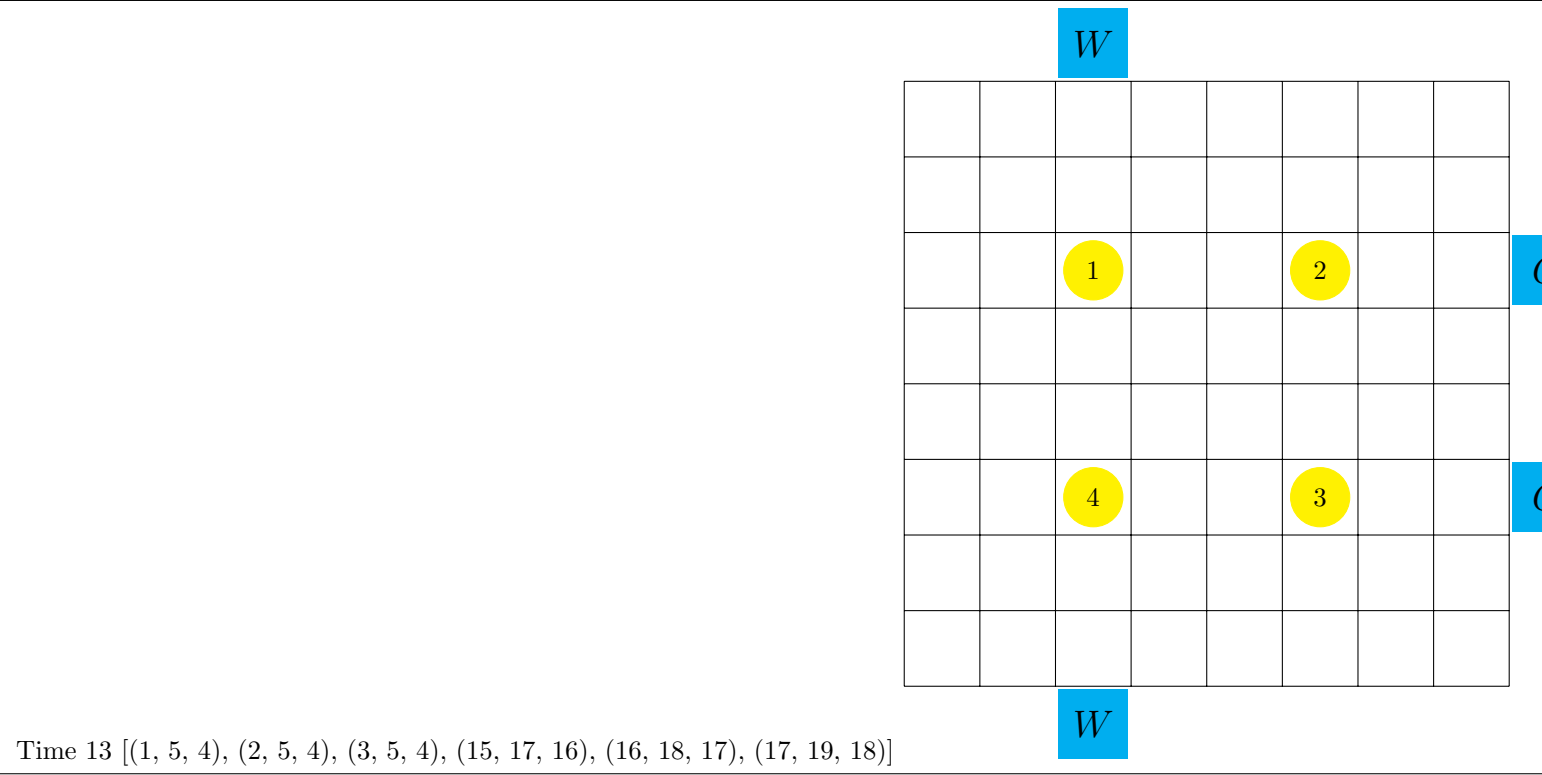 W
1 2
4 3
W
Time 13 [(1, 5, 4), (2, 5, 4), (3, 5, 4), (15, 17, 16), (16, 18, 17), (17, 19, 18)]